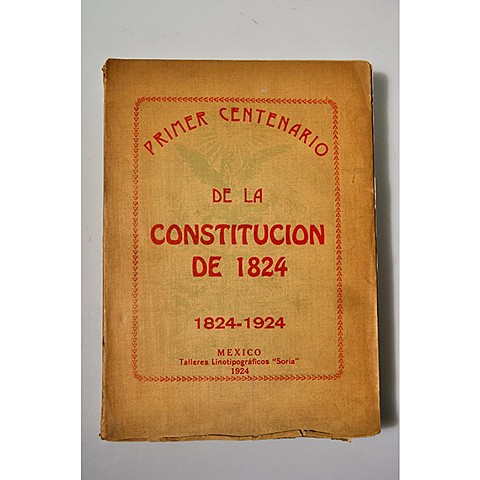 PRIMER CENTENARIO
DE LA
CONSTITUCION
DE 1824
1824-1924
MEXICO
Talleres Linotipográficos "Soria"
1924